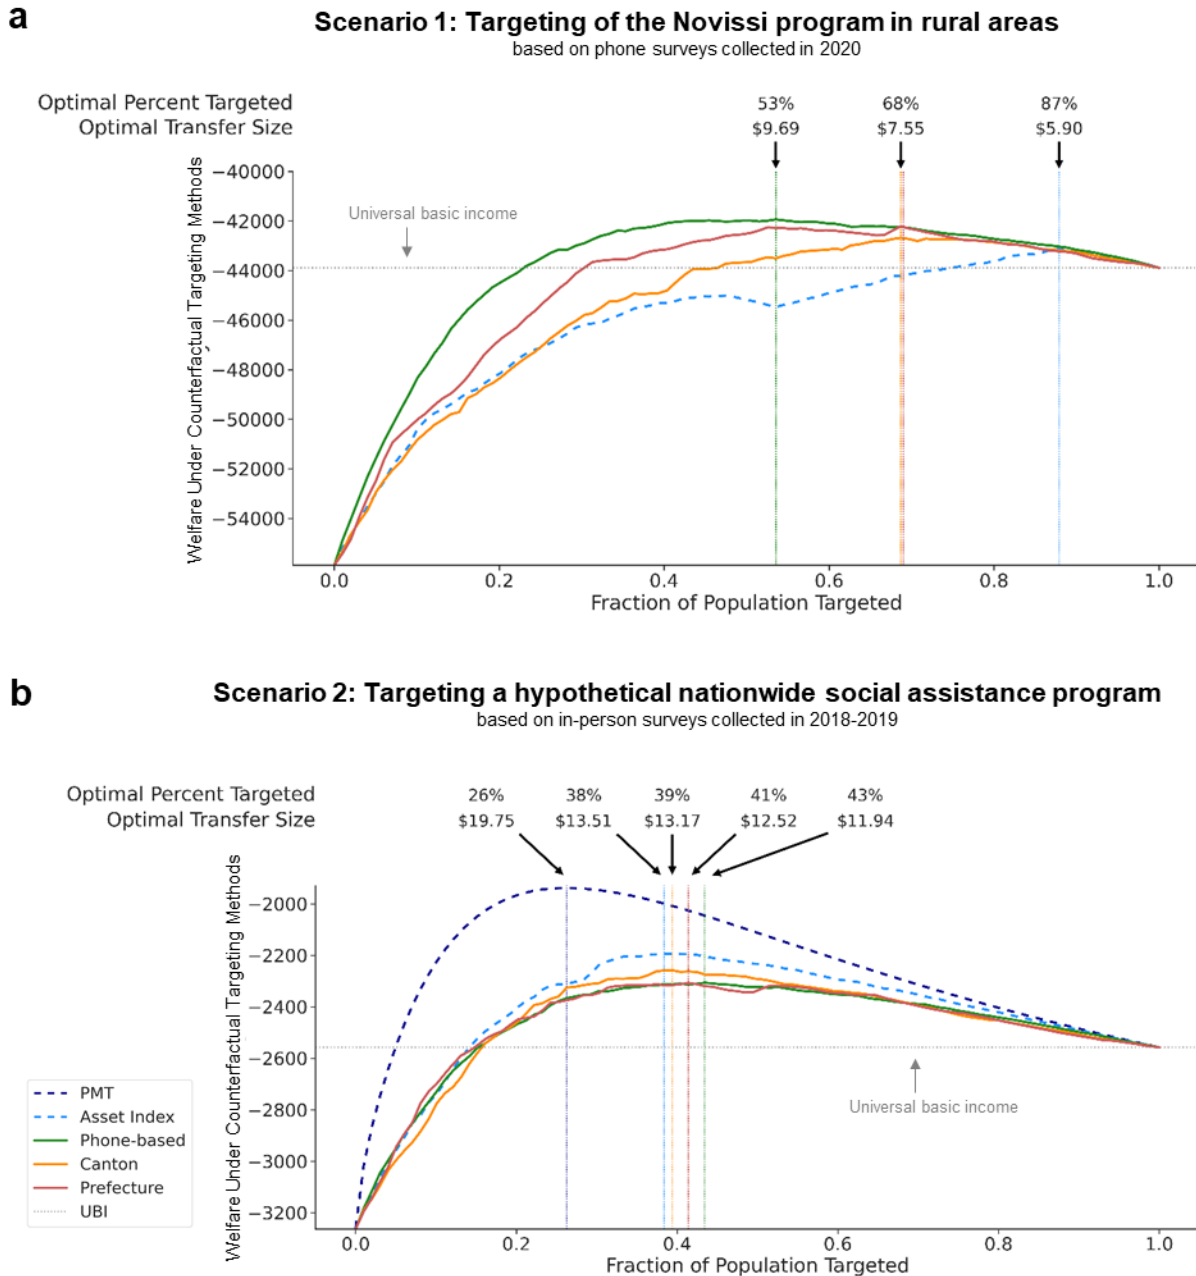 a
Scenario 1: Targeting of the Novissi program in rural areas
based on phone surveys collected in 2020
Optimal Percent Targeted 53% 68% 87%
Optimal Transfer Size $9.69 $7.55 $5.90
Welfare Under Counterfactual Targeting Methods
−40000
−42000
−44000
−46000
−48000
−50000
−52000
−54000
Universal basic income
0.0 0.2 0.4 0.6 0.8 1.0
Fraction of Population Targeted
b
Scenario 2: Targeting a hypothetical nationwide social assistance program
based on in-person surveys collected in 2018-2019
Optimal Percent Targeted 26% 38% 39% 41% 43%
Optimal Transfer Size $19.75 $13.51 $13.17 $12.52 $11.94
Welfare Under Counterfactual Targeting Methods
−2000
−2200
−2400
−2600
−2800
−3000
−3200
Universal basic income
PMT
Asset Index
Phone-based
Canton
Prefecture
UBI
0.0 0.2 0.4 0.6 0.8 1.0
Fraction of Population Targeted